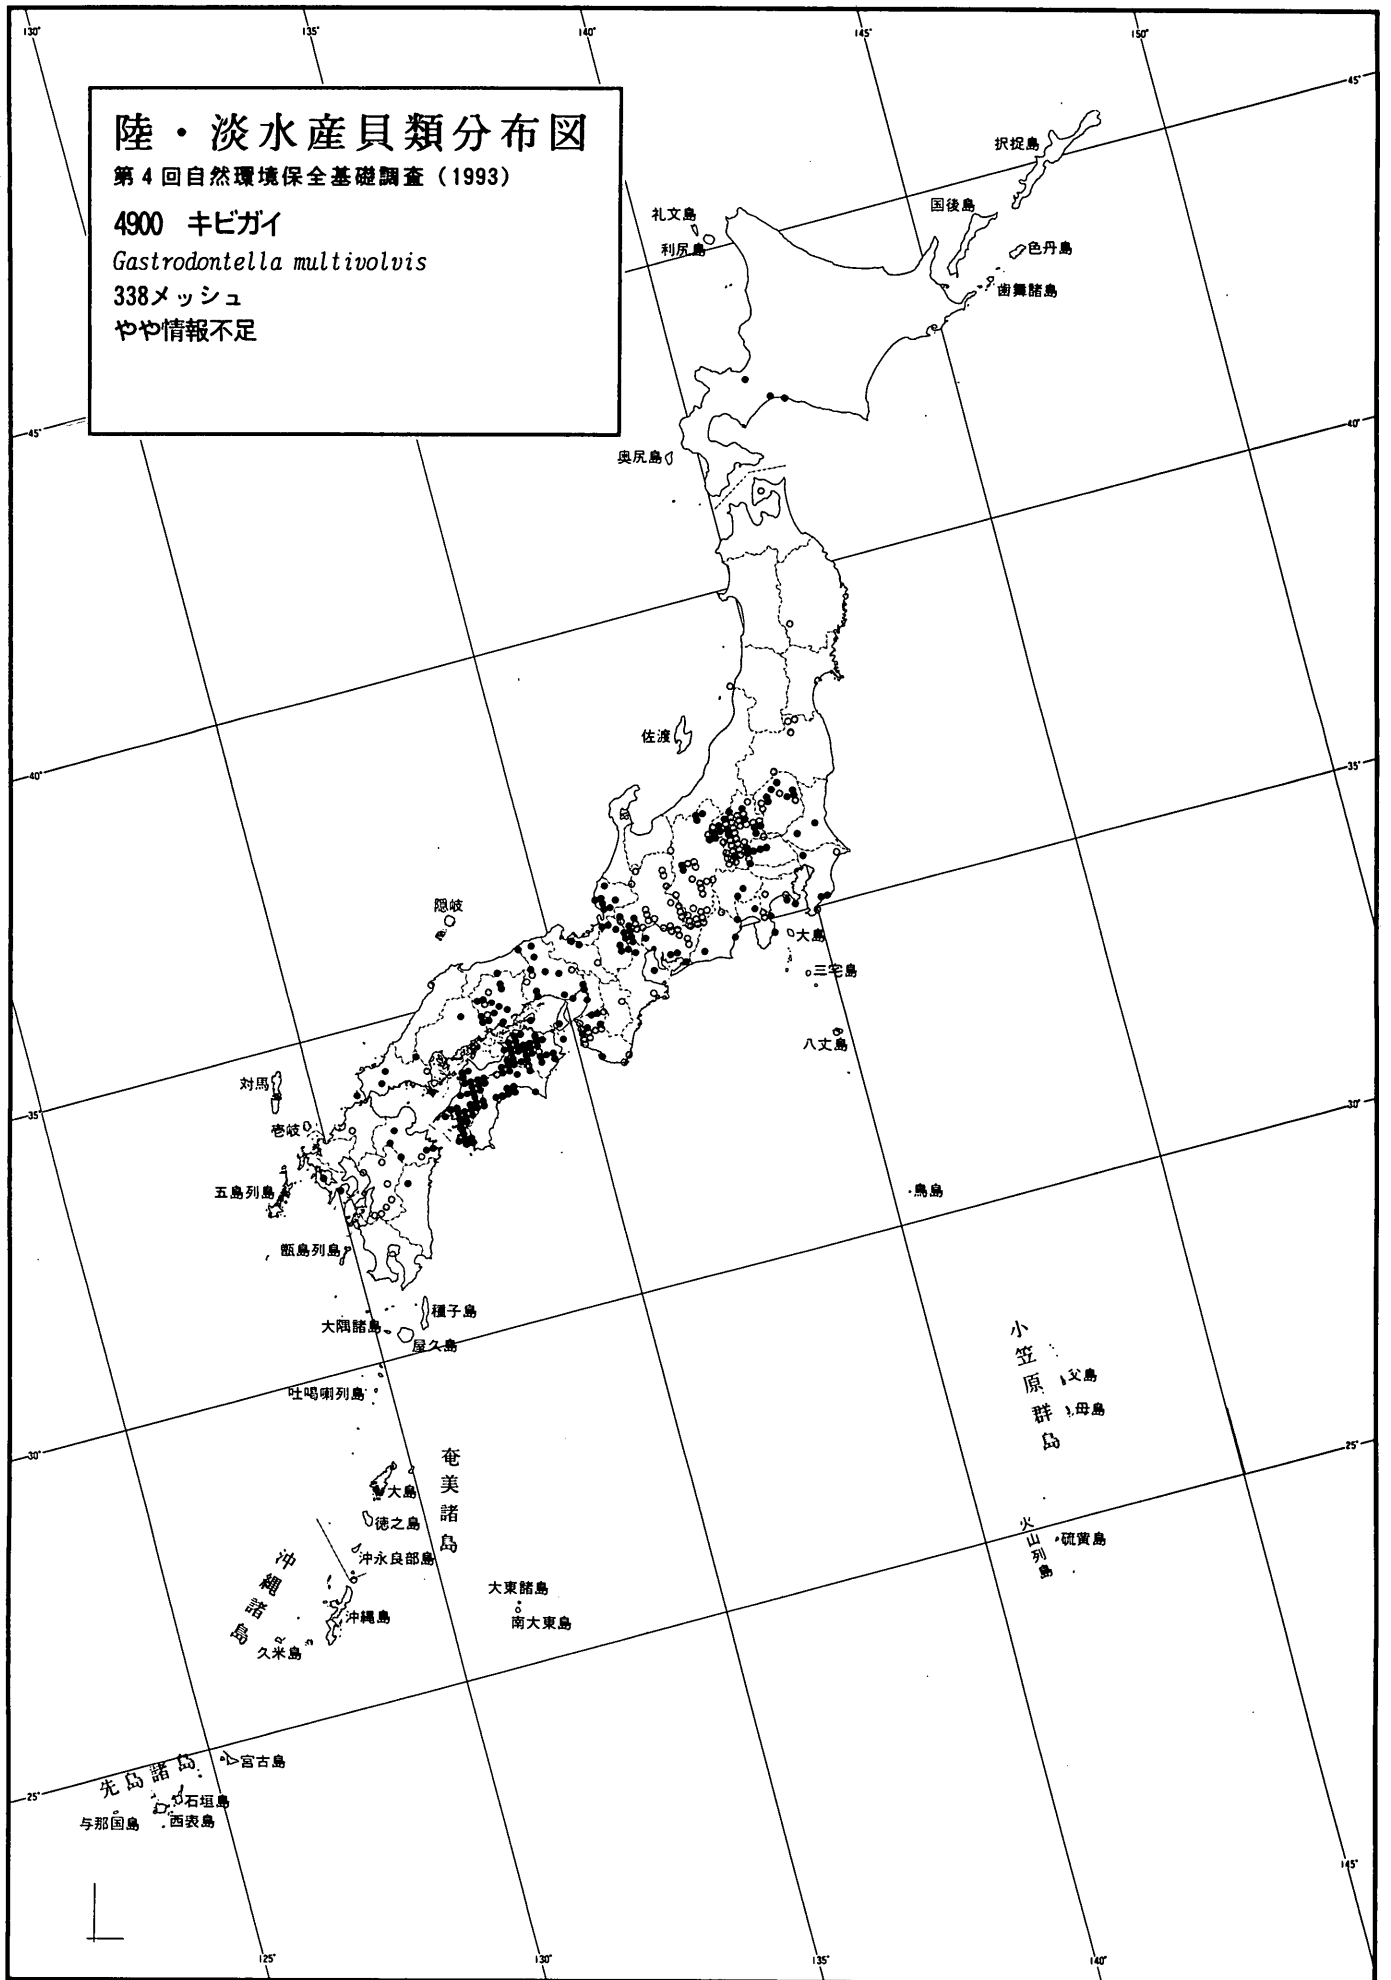 130°
135°
140°
145°
150°
45°
陸・淡水産貝類分布図
第4回自然環境保全基礎調査(1993)
4900 キビガイ
Gastrodontella multivolvis
338メッシュ
やや情報不足
択捉島
国後島
礼文島
利尻島
色丹島
歯舞諸島
45°
40°
奥尻島
佐渡
40°
35°
隠岐
大島
三宅島
八丈島
対馬
35°
壱岐
30°
五島列島
鳥島
甑島列島
種子島
大隅諸島
屋久島
吐喝喇列島
小笠原群島
父島
母島
30°
25°
奄美諸島
大島
徳之島
火山列島
硫黄島
沖永良部島
沖縄諸島
大東諸島
南大東島
沖縄島
久米島
宮古島
先島諸島
25°
石垣島
与那国島
西表島
145°
125°
130°
135°
140°